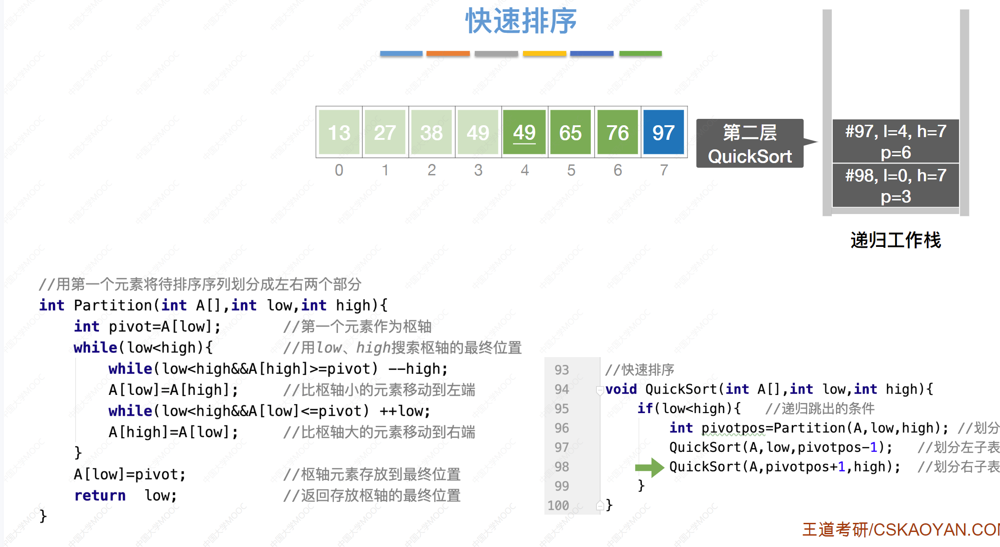 快速排序
13 27 38 49 49 65 76 97
0 1 2 3 4 5 6 7
第二层
QuickSort
#97, l=4, h=7
p=6
#98, l=0, h=7
p=3
递归工作栈
//用第一个元素将待排序序列划分成左右两个部分
int Partition(int A[],int low,int high){
int pivot=A[low]; //第一个元素作为枢轴
while(low<high){ //用low、high搜索枢轴的最终位置
while(low<high&&A[high]>=pivot) --high;
A[low]=A[high]; //比枢轴小的元素移动到左端
while(low<high&&A[low]<=pivot) ++low;
A[high]=A[low]; //比枢轴大的元素移动到右端
}
A[low]=pivot; //枢轴元素存放到最终位置
return low; //返回存放枢轴的最终位置
}
93 //快速排序
94 void QuickSort(int A[],int low,int high){
95 if(low<high){ //递归跳出的条件
96 int pivotpos=Partition(A,low,high); //划分
97 QuickSort(A,low,pivotpos-1); //划分左子表
98 QuickSort(A,pivotpos+1,high); //划分右子表
99 }
100 }
王道考研/CSKAOYAN.COM
中国大学MOOC